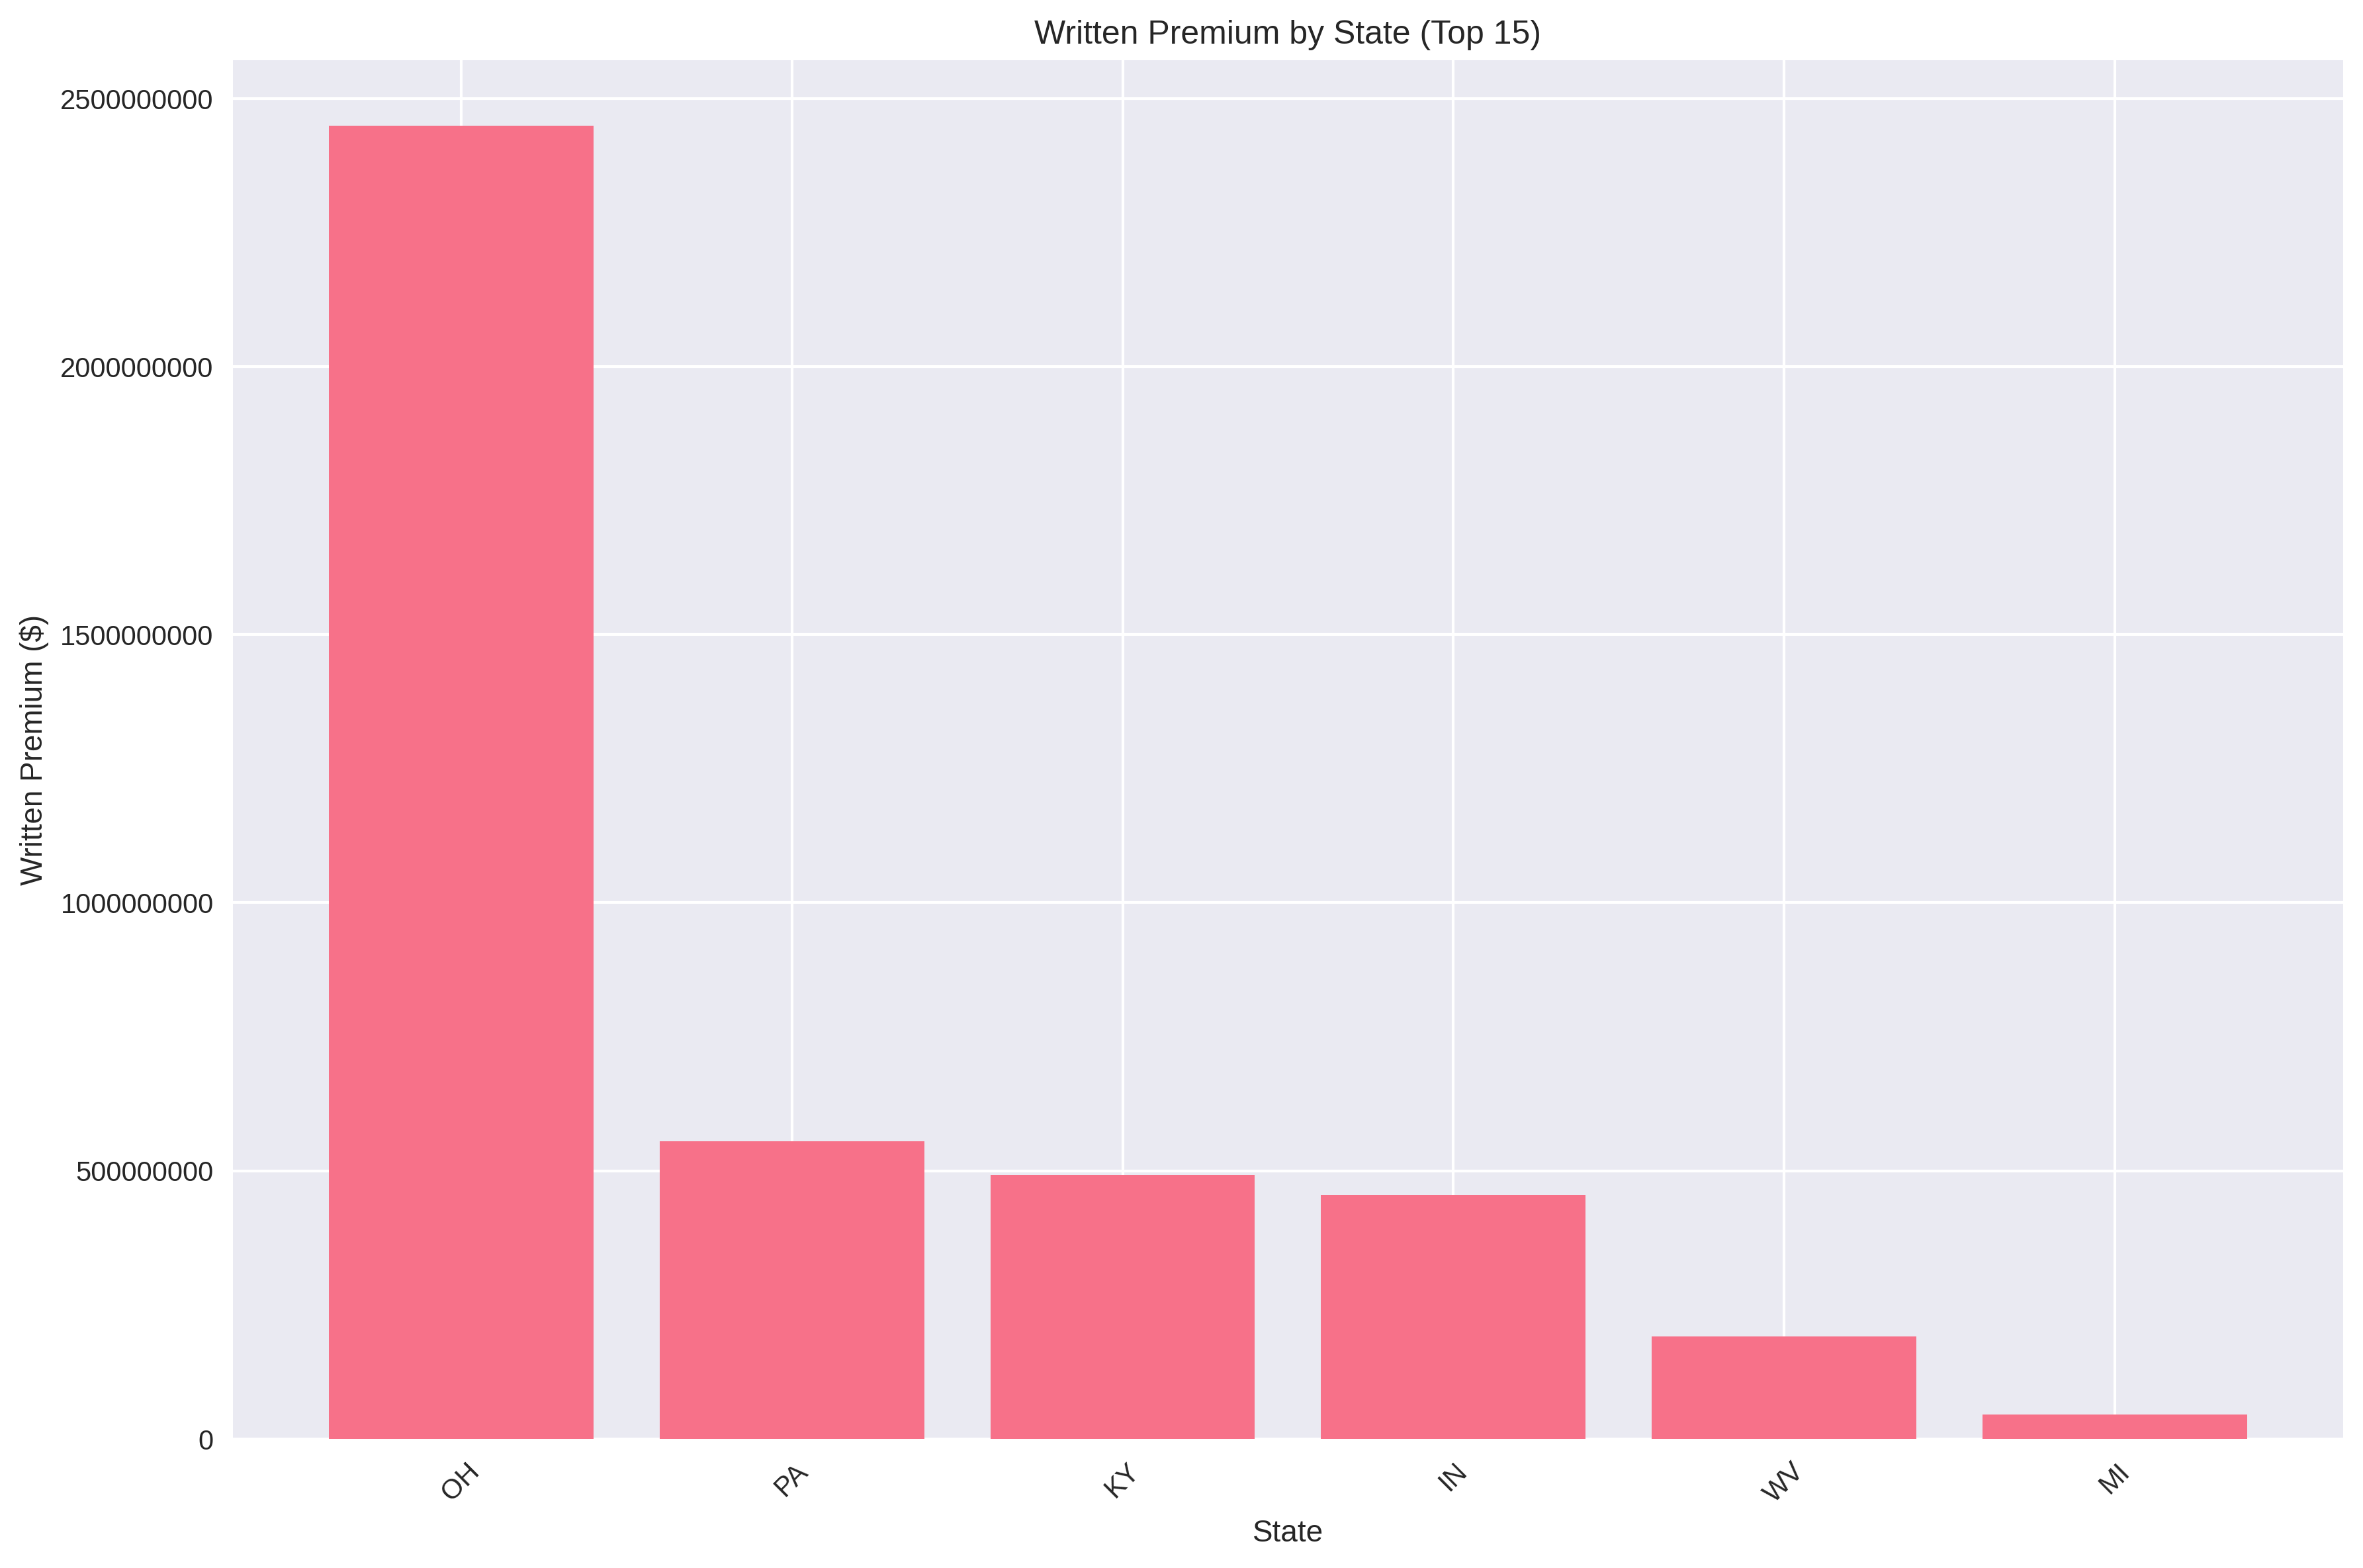 Written Premium by State (Top 15)
Written Premium ($)
2500000000
2000000000
1500000000
1000000000
500000000
0
OH
PA
KY
IN
WV
MI
State